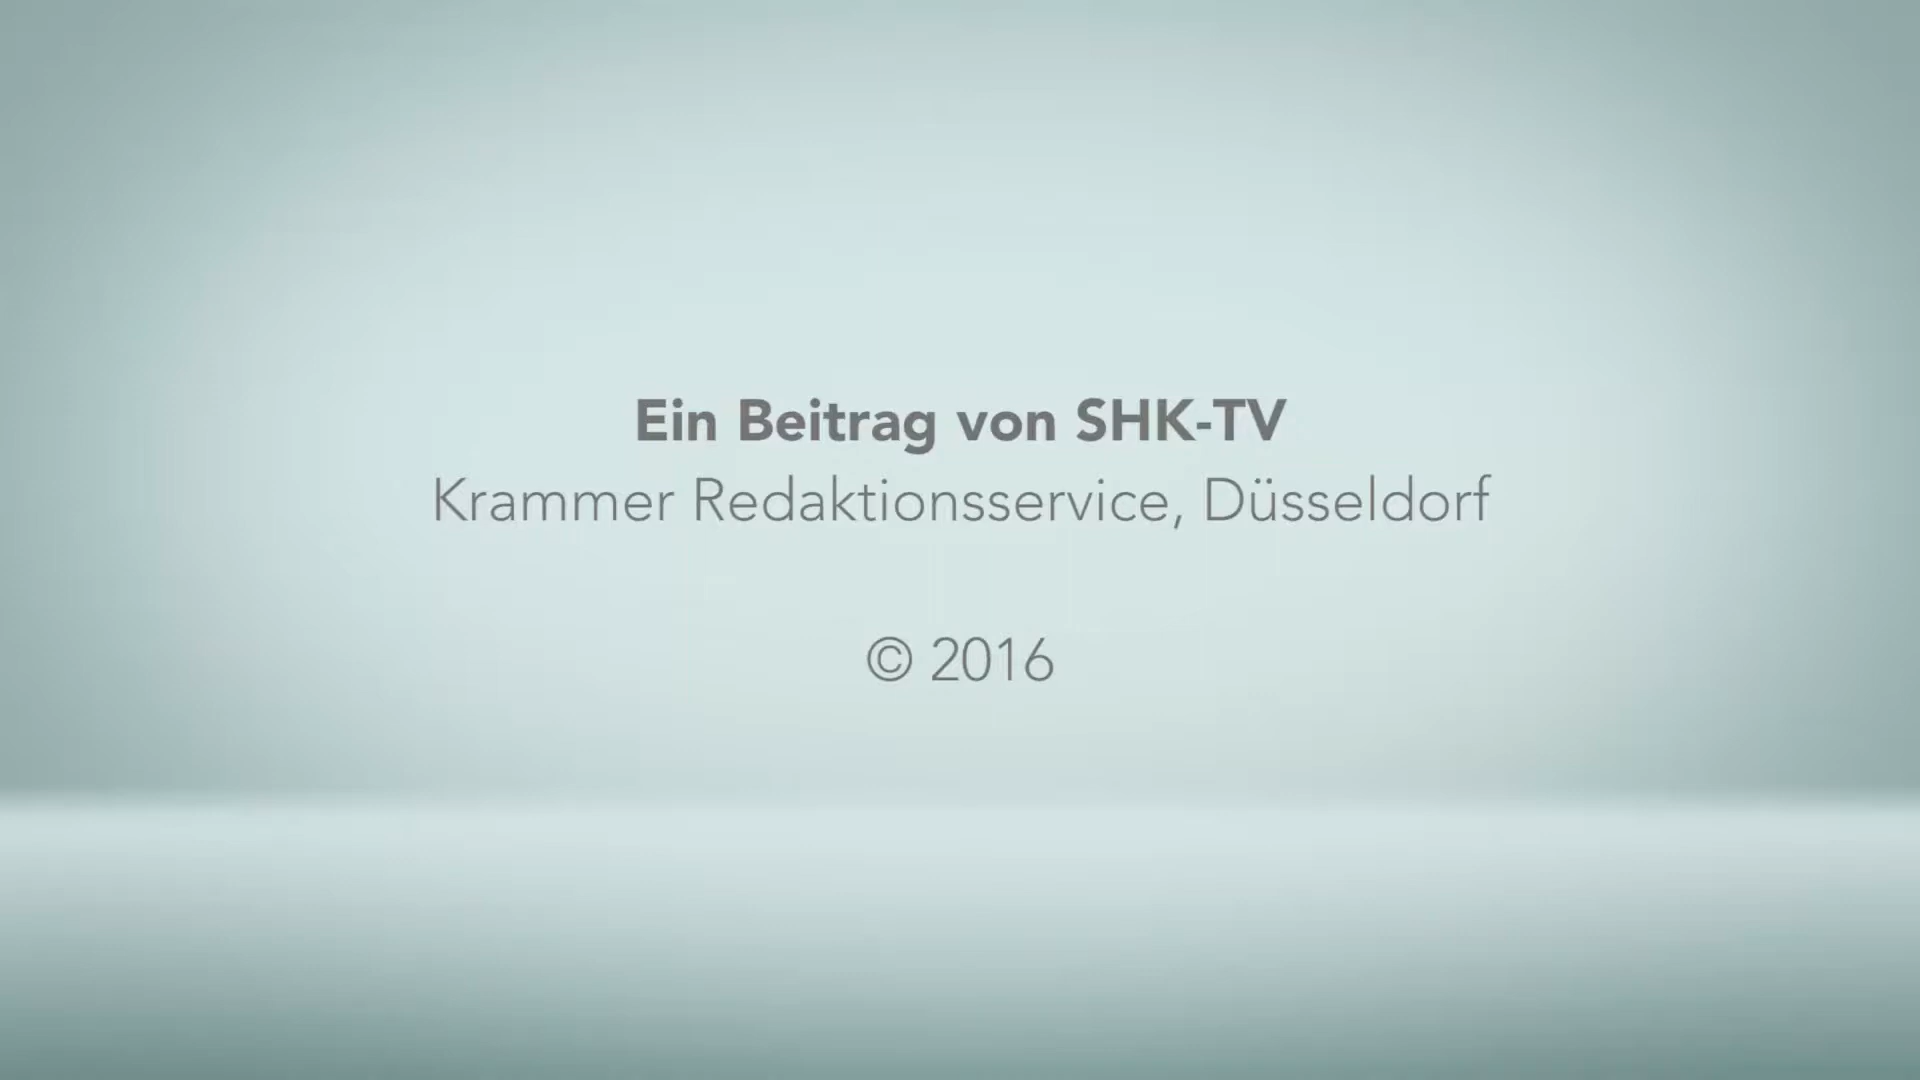 Ein Beitrag von SHK-TV
Krammer Redaktionsservice, Düsseldorf
© 2016